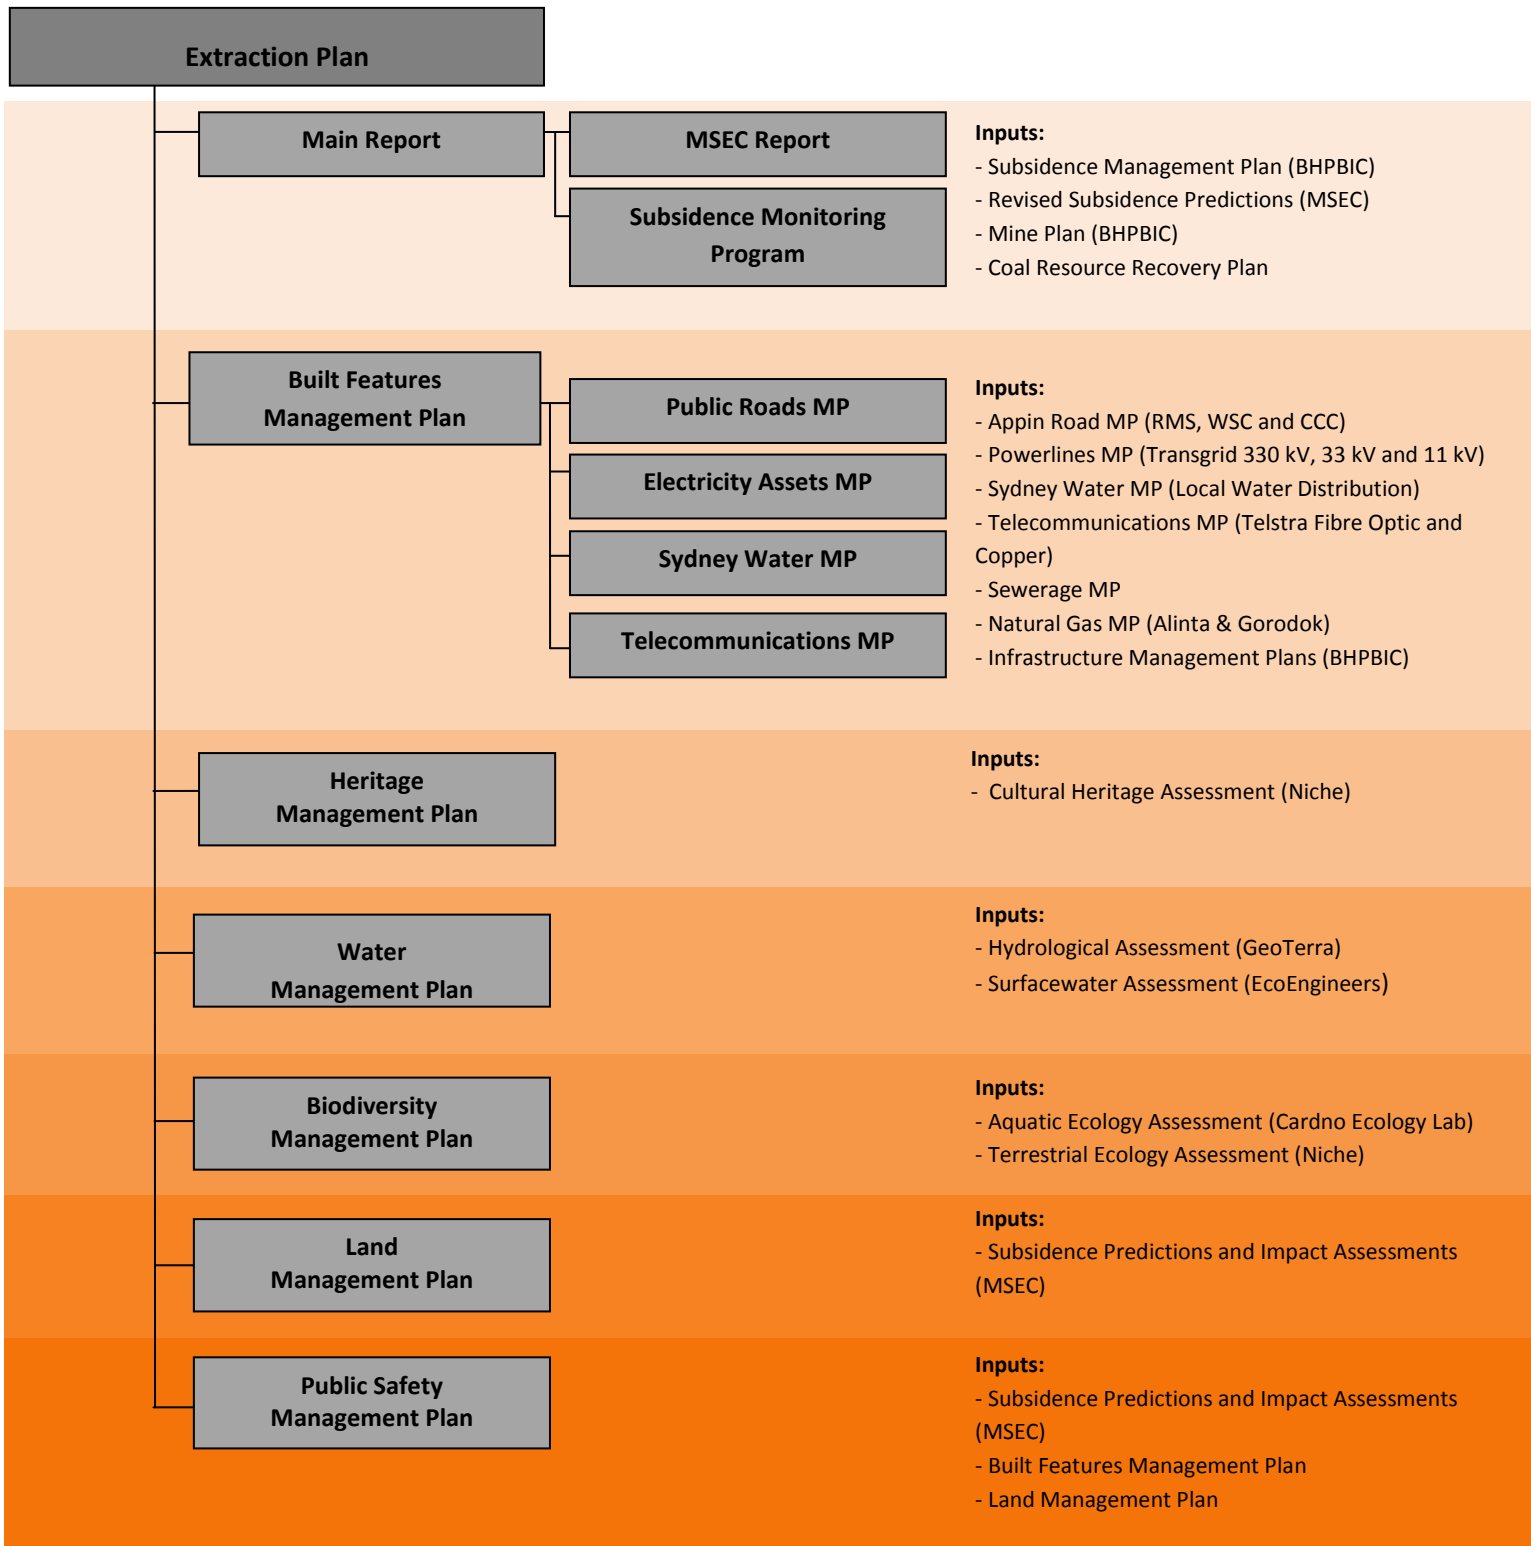 Extraction Plan
Main Report
MSEC Report
Subsidence Monitoring
Program
Inputs:
- Subsidence Management Plan (BHPBIC)
- Revised Subsidence Predictions (MSEC)
- Mine Plan (BHPBIC)
- Coal Resource Recovery Plan
Built Features
Management Plan
Public Roads MP
Electricity Assets MP
Sydney Water MP
Telecommunications MP
Inputs:
- Appin Road MP (RMS, WSC and CCC)
- Powerlines MP (Transgrid 330 kV, 33 kV and 11 kV)
- Sydney Water MP (Local Water Distribution)
- Telecommunications MP (Telstra Fibre Optic and
Copper)
- Sewerage MP
- Natural Gas MP (Alinta & Gorodok)
- Infrastructure Management Plans (BHPBIC)
Heritage
Management Plan
Inputs:
- Cultural Heritage Assessment (Niche)
Water
Management Plan
Inputs:
- Hydrological Assessment (GeoTerra)
- Surfacewater Assessment (EcoEngineers)
Biodiversity
Management Plan
Inputs:
- Aquatic Ecology Assessment (Cardno Ecology Lab)
- Terrestrial Ecology Assessment (Niche)
Land
Management Plan
Inputs:
- Subsidence Predictions and Impact Assessments
(MSEC)
Public Safety
Management Plan
Inputs:
- Subsidence Predictions and Impact Assessments
(MSEC)
- Built Features Management Plan
- Land Management Plan